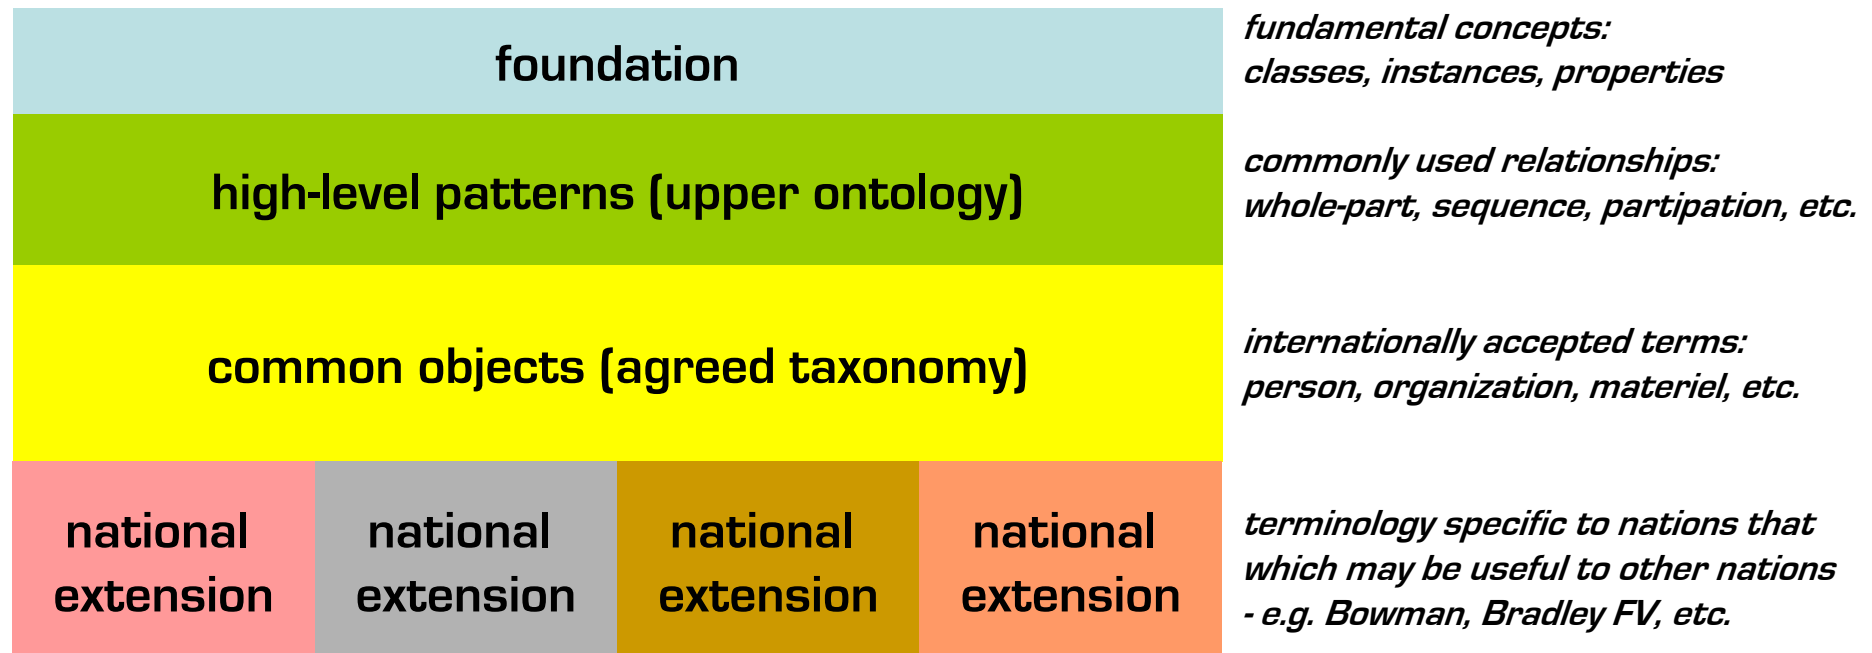 foundation
fundamental concepts:
classes, instances, properties
high-level patterns (upper ontology)
commonly used relationships:
whole-part, sequence, partipation, etc.
common objects (agreed taxonomy)
internationally accepted terms:
person, organization, materiel, etc.
national
extension
national
extension
national
extension
national
extension
terminology specific to nations that
which may be useful to other nations
- e.g. Bowman, Bradley FV, etc.